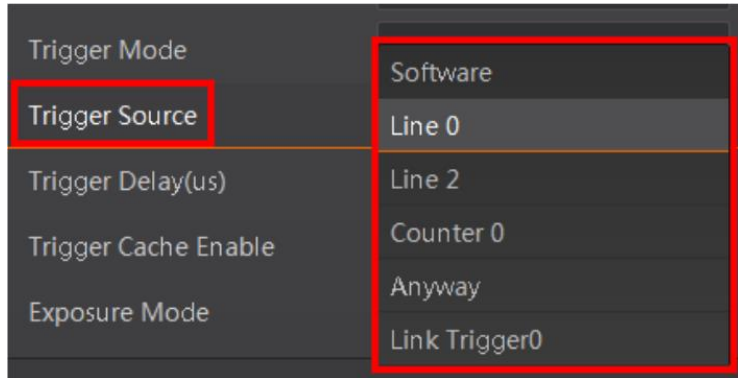 Trigger Mode
Trigger Source
Trigger Delay(us)
Trigger Cache Enable
Exposure Mode
Software
Line 0
Line 2
Counter 0
Anyway
Link Trigger0